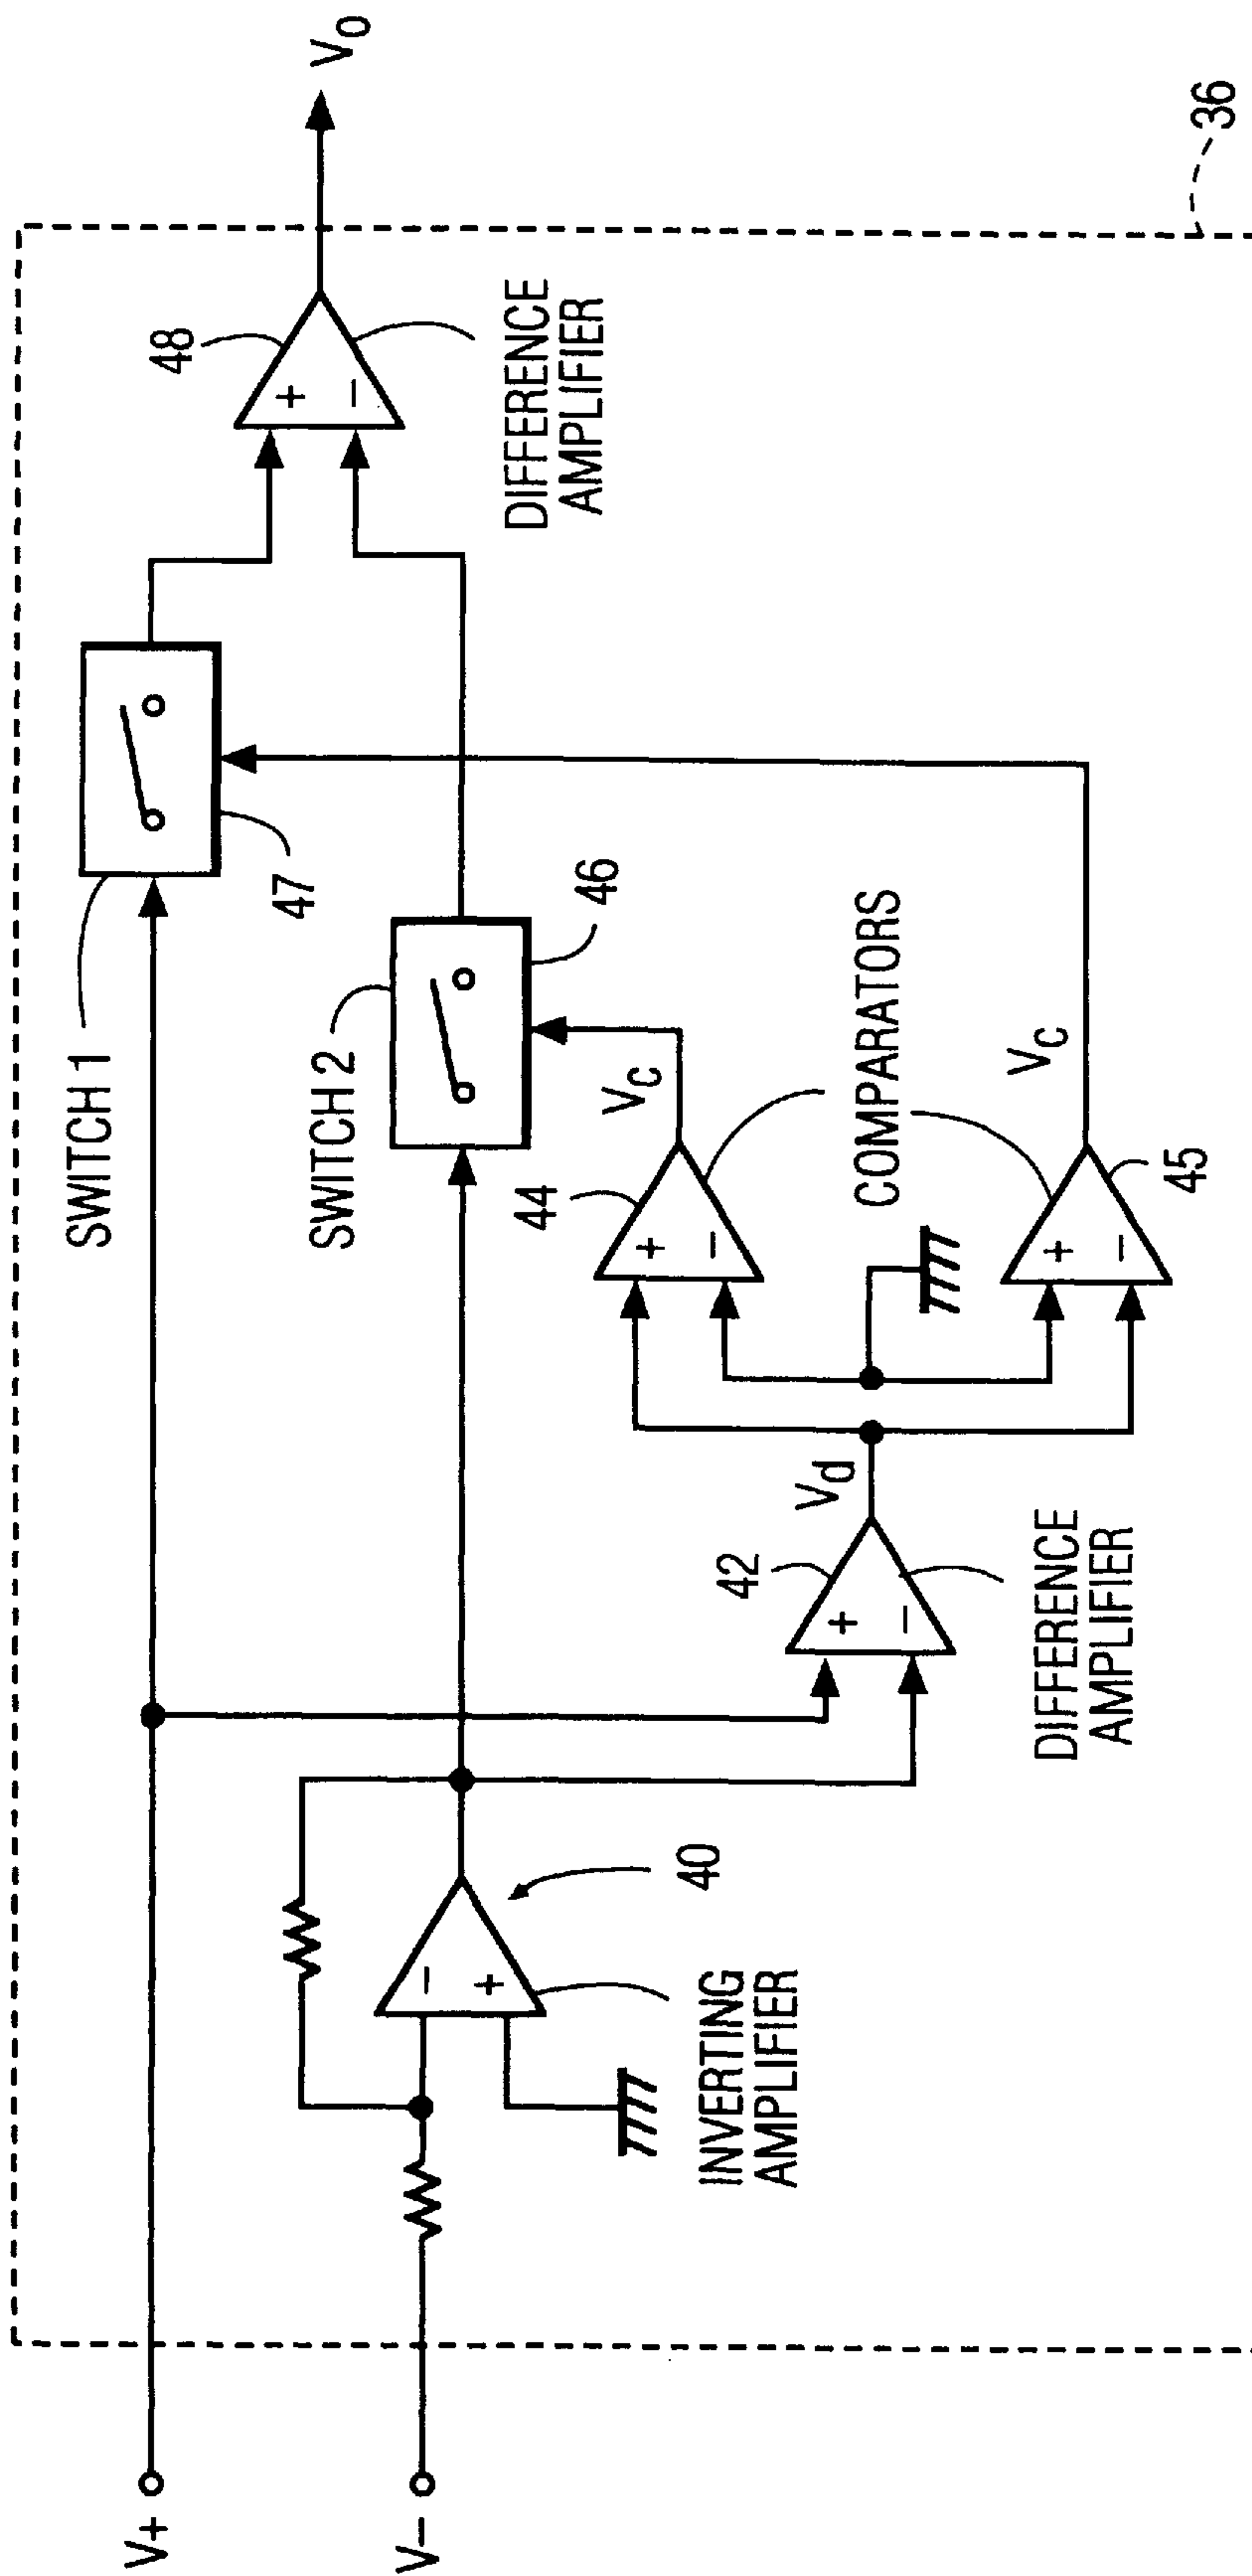 V+
V−
INVERTING
AMPLIFIER
40
−
+
DIFFERENCE
AMPLIFIER
42
+
−
Vd
SWITCH 1
47
SWITCH 2
46
44
+
−
Vc
COMPARATORS
45
+
−
Vc
48
+
−
DIFFERENCE
AMPLIFIER
Vo
36